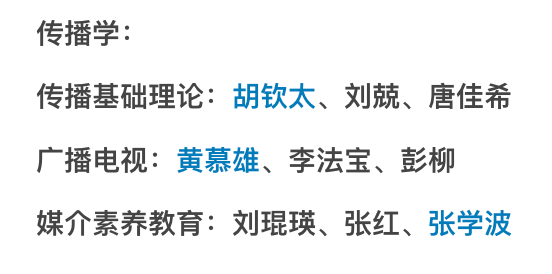 传播学：
传播基础理论：胡钦太、刘兢、唐佳希
广播电视：黄慕雄、李法宝、彭柳
媒介素养教育：刘琨瑛、张红、张学波